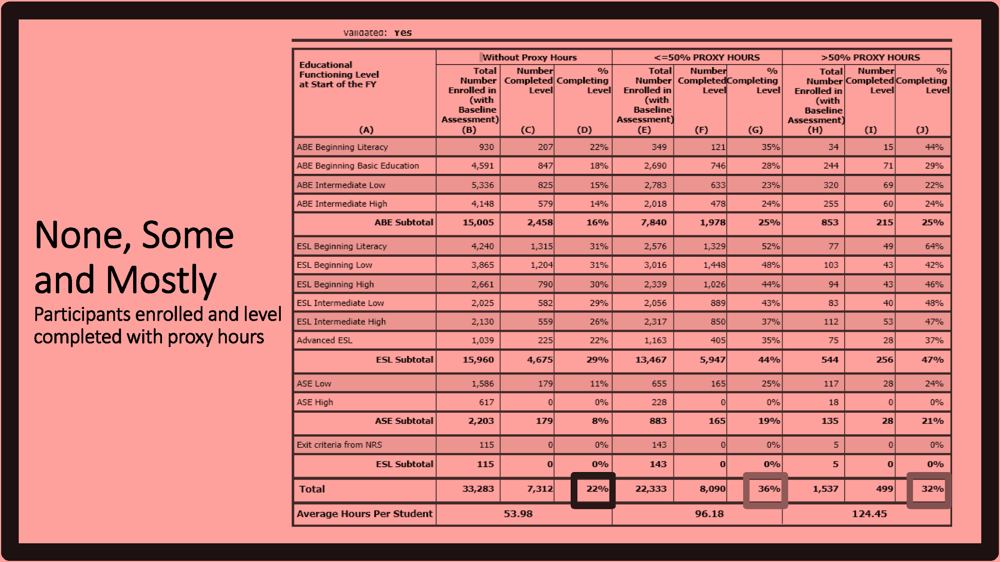 None, Some
and Mostly
Participants enrolled and level
completed with proxy hours
Validated: Yes
Educational Functioning Level at Start of the FY (A)
Without Proxy Hours
<=50% PROXY HOURS
>50% PROXY HOURS
Total Number Enrolled in (with Baseline Assessment) (B)
Number Completed Level (C)
% Completing Level (D)
Total Number Enrolled in (with Baseline Assessment) (E)
Number Completed Level (F)
% Completing Level (G)
Total Number Enrolled in (with Baseline Assessment) (H)
Number Completed Level (I)
% Completing Level (J)
ABE Beginning Literacy 930 207 22% 349 121 35% 34 15 44%
ABE Beginning Basic Education 4,591 847 18% 2,690 746 28% 244 71 29%
ABE Intermediate Low 5,336 825 15% 2,783 633 23% 320 69 22%
ABE Intermediate High 4,148 579 14% 2,018 478 24% 255 60 24%
ABE Subtotal 15,005 2,458 16% 7,840 1,978 25% 853 215 25%
ESL Beginning Literacy 4,240 1,315 31% 2,576 1,329 52% 77 49 64%
ESL Beginning Low 3,865 1,204 31% 3,016 1,448 48% 103 43 42%
ESL Beginning High 2,661 790 30% 2,339 1,026 44% 94 43 46%
ESL Intermediate Low 2,025 582 29% 2,056 889 43% 83 40 48%
ESL Intermediate High 2,130 559 26% 2,317 850 37% 112 53 47%
Advanced ESL 1,039 225 22% 1,163 405 35% 75 28 37%
ESL Subtotal 15,960 4,675 29% 13,467 5,947 44% 544 256 47%
ASE Low 1,586 179 11% 655 165 25% 117 28 24%
ASE High 617 0 0% 228 0 0% 18 0 0%
ASE Subtotal 2,203 179 8% 883 165 19% 135 28 21%
Exit criteria from NRS 115 0 0% 143 0 0% 5 0 0%
ESL Subtotal 115 0 0% 143 0 0% 5 0 0%
Total 33,283 7,312 22% 22,333 8,090 36% 1,537 499 32%
Average Hours Per Student 53.98 96.18 124.45